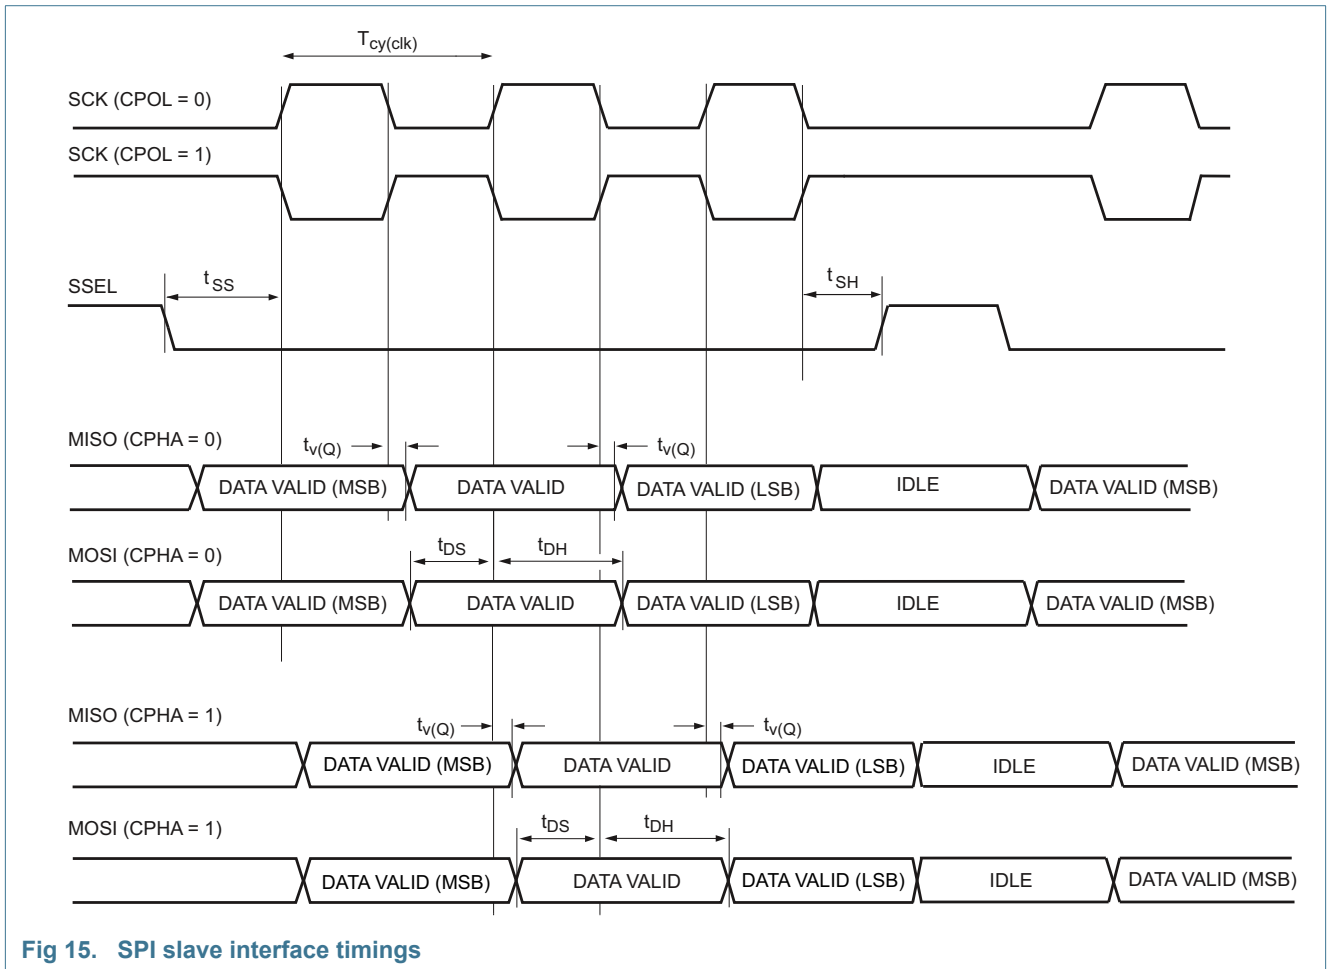 Tcy(clk)
SCK (CPOL = 0)
SCK (CPOL = 1)
SSEL
tSS
tSH
MISO (CPHA = 0)
tv(Q) tv(Q)
DATA VALID (MSB) DATA VALID DATA VALID (LSB) IDLE DATA VALID (MSB)
MOSI (CPHA = 0)
tDS tDH
DATA VALID (MSB) DATA VALID DATA VALID (LSB) IDLE DATA VALID (MSB)
MISO (CPHA = 1)
tv(Q) tv(Q)
DATA VALID (MSB) DATA VALID DATA VALID (LSB) IDLE DATA VALID (MSB)
MOSI (CPHA = 1)
tDS tDH
DATA VALID (MSB) DATA VALID DATA VALID (LSB) IDLE DATA VALID (MSB)
Fig 15. SPI slave interface timings